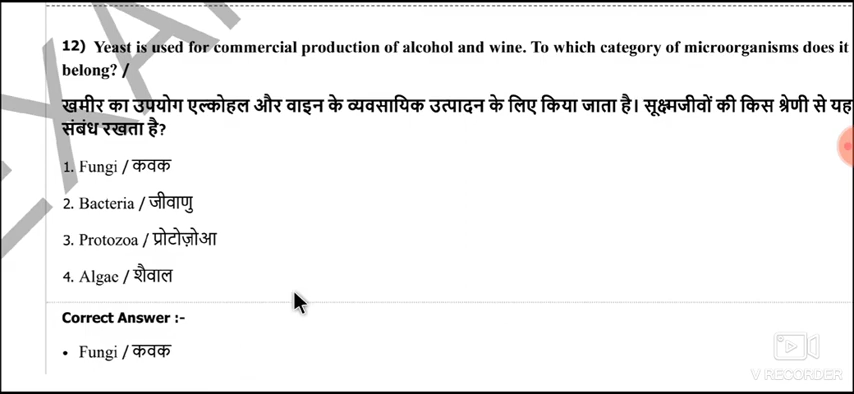 12) Yeast is used for commercial production of alcohol and wine. To which category of microorganisms does it
belong? /
खमीर का उपयोग एल्कोहल और वाइन के व्यवसायिक उत्पादन के लिए किया जाता है। सूक्ष्मजीवों की किस श्रेणी से यह
संबंध रखता है?
1. Fungi / कवक
2. Bacteria / जीवाणु
3. Protozoa / प्रोटोज़ोआ
4. Algae / शैवाल
Correct Answer :-
• Fungi / कवक
V RECORDER